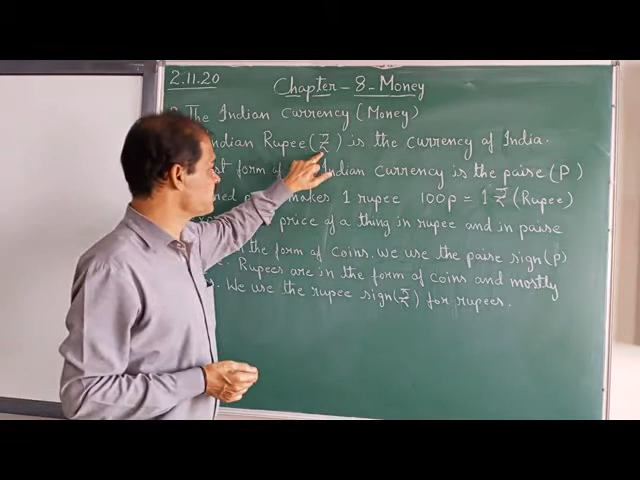 2.11.20
Chapter - 8 - Money
The Indian Currency (Money)
Indian Rupee (₹) is the currency of India.
form of Indian currency is the paise (P)
makes 1 rupee 100p = 1 ₹ (Rupee)
price of a thing in rupee and in paise
the form of coins. We use the paise sign (p)
Rupees are in the form of coins and mostly
We use the rupee sign (₹) for rupees.